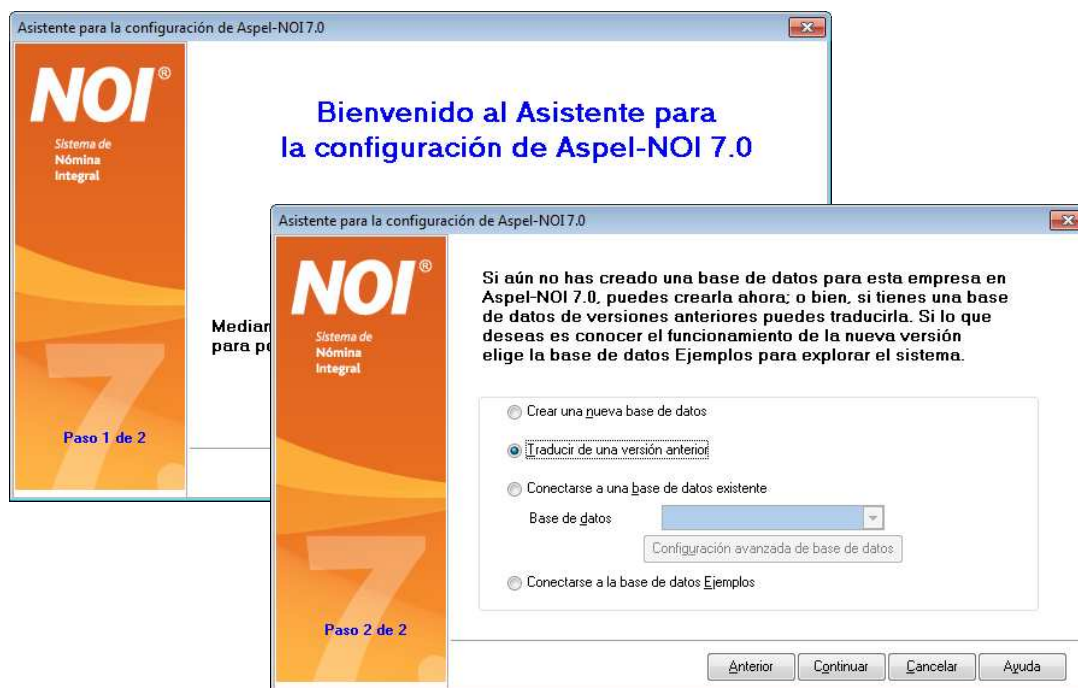 Asistente para la configuración de Aspel-NOI 7.0
NOI®
Sistema de
Nómina
Integral
Bienvenido al Asistente para
la configuración de Aspel-NOI 7.0
para
7.
Paso 1 de 2
Asistente para la configuración de Aspel-NOI 7.0
NOI®
Sistema de
Nómina
Integral
Si aún no has creado una base de datos para esta empresa en
Aspel-NOI 7.0, puedes crearla ahora; o bien, si tienes una base
de datos de versiones anteriores puedes traducirla. Si lo que
deseas es conocer el funcionamiento de la nueva versión
elige la base de datos Ejemplos para explorar el sistema.
Crear una nueva base de datos
Traducir de una versión anterior
Conectarse a una base de datos existente
Base de datos
Configuración avanzada de base de datos
Conectarse a la base de datos Ejemplos
7.
Paso 2 de 2
Anterior Continuar Cancelar Ayuda